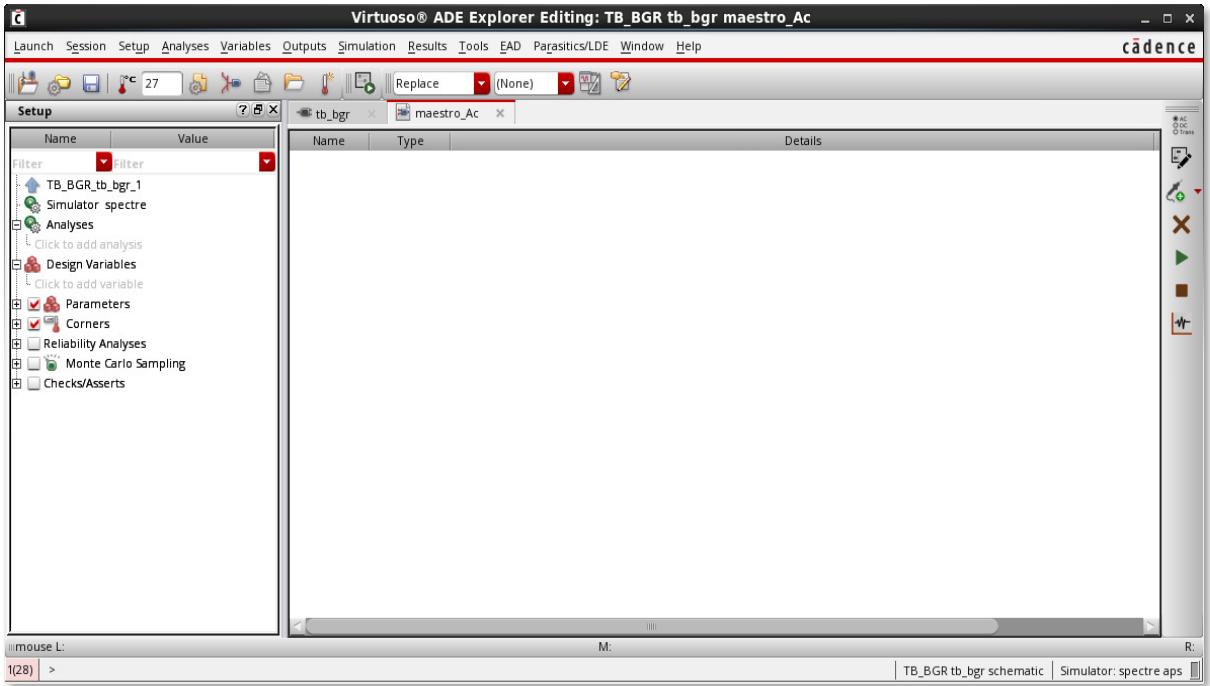 Virtuoso® ADE Explorer Editing: TB_BGR tb_bgr maestro_Ac
Launch Session Setup Analyses Variables Outputs Simulation Results Tools EAD Parasitics/LDE Window Help cādence
°C 27 Replace (None)
Setup
tb_bgr maestro_Ac
Name Value
Name Type Details
Filter Filter
TB_BGR_tb_bgr_1
Simulator spectre
Analyses
Click to add analysis
Design Variables
Click to add variable
Parameters
Corners
Reliability Analyses
Monte Carlo Sampling
Checks/Asserts
AC
DC
Trans
mouse L: M: R:
1(28) > TB_BGR tb_bgr schematic Simulator: spectre aps